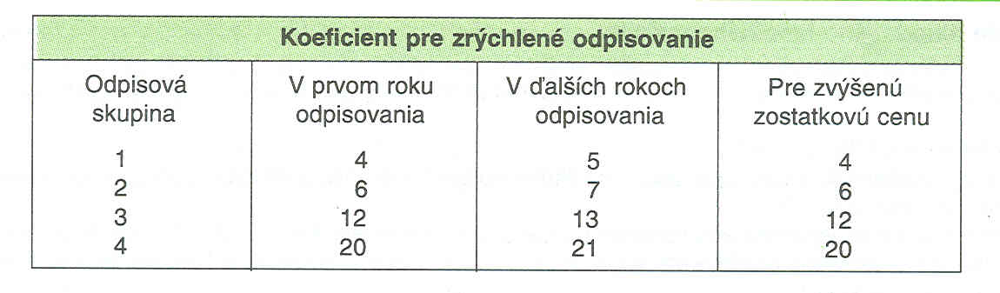 Koeficient pre zrýchlené odpisovanie
Odpisová skupina | V prvom roku odpisovania | V ďalších rokoch odpisovania | Pre zvýšenú zostatkovú cenu
1 4 5 4
2 6 7 6
3 12 13 12
4 20 21 20